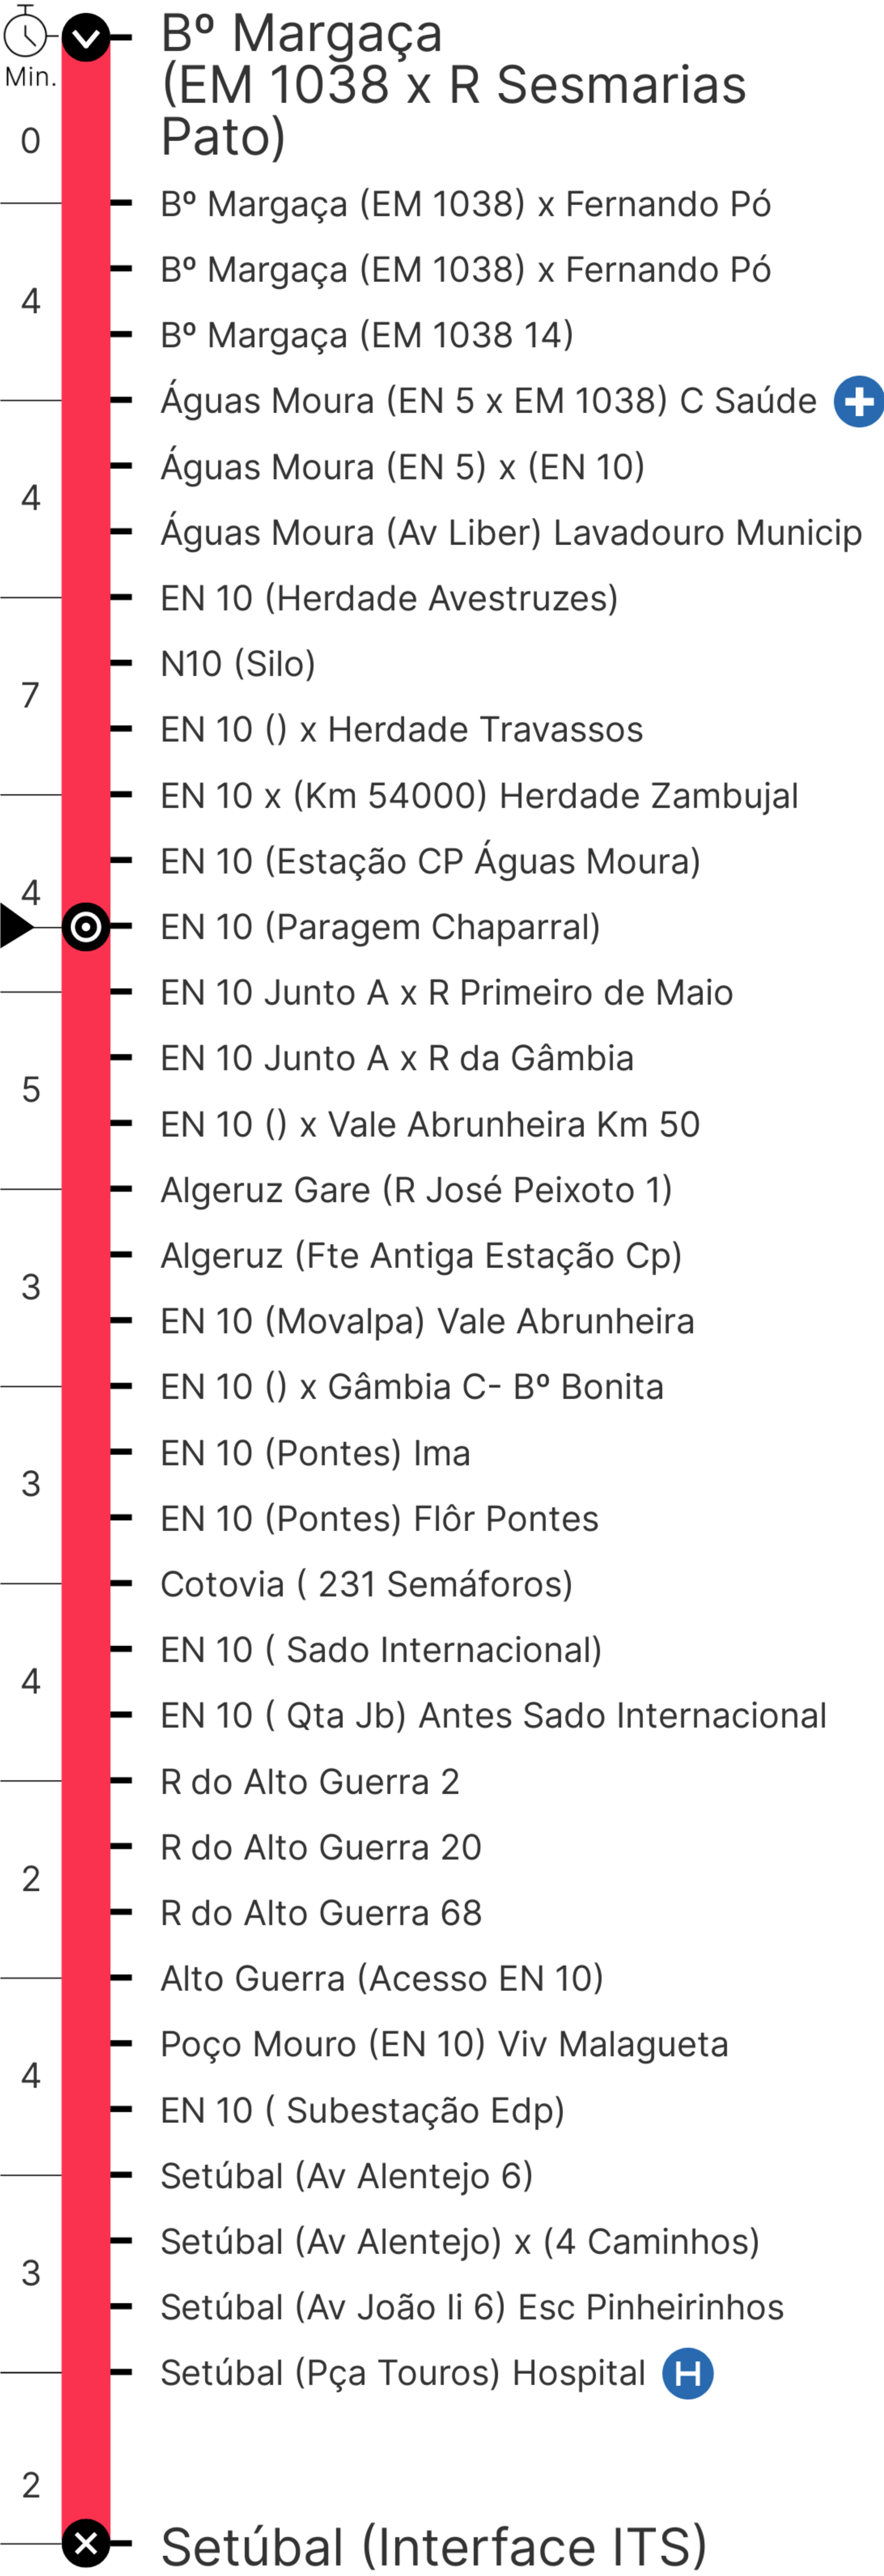 Bº Margaça
(EM 1038 x R Sesmarias
Pato)
Min.
0
Bº Margaça (EM 1038) x Fernando Pó
Bº Margaça (EM 1038) x Fernando Pó
4
Bº Margaça (EM 1038 14)
Águas Moura (EN 5 x EM 1038) C Saúde
Águas Moura (EN 5) x (EN 10)
4
Águas Moura (Av Liber) Lavadouro Municip
EN 10 (Herdade Avestruzes)
N10 (Silo)
7
EN 10 () x Herdade Travassos
EN 10 x (Km 54000) Herdade Zambujal
EN 10 (Estação CP Águas Moura)
4
EN 10 (Paragem Chaparral)
EN 10 Junto A x R Primeiro de Maio
EN 10 Junto A x R da Gâmbia
5
EN 10 () x Vale Abrunheira Km 50
Algeruz Gare (R José Peixoto 1)
Algeruz (Fte Antiga Estação Cp)
3
EN 10 (Movalpa) Vale Abrunheira
EN 10 () x Gâmbia C- Bº Bonita
EN 10 (Pontes) Ima
3
EN 10 (Pontes) Flôr Pontes
Cotovia ( 231 Semáforos)
EN 10 ( Sado Internacional)
4
EN 10 ( Qta Jb) Antes Sado Internacional
R do Alto Guerra 2
R do Alto Guerra 20
2
R do Alto Guerra 68
Alto Guerra (Acesso EN 10)
Poço Mouro (EN 10) Viv Malagueta
4
EN 10 ( Subestação Edp)
Setúbal (Av Alentejo 6)
Setúbal (Av Alentejo) x (4 Caminhos)
3
Setúbal (Av João Ii 6) Esc Pinheirinhos
Setúbal (Pça Touros) Hospital H
2
Setúbal (Interface ITS)